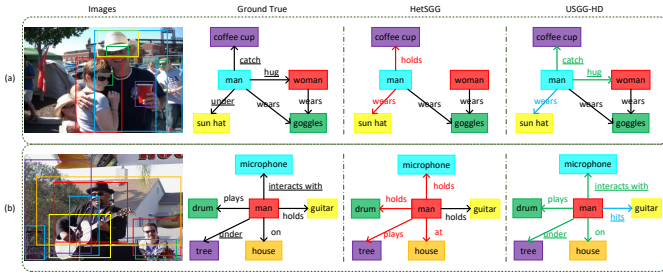 Images Ground True HetSGG USGG-HD
(a)
coffee cup coffee cup coffee cup
catch holds catch
man hug woman man woman man hug woman
under wears wears wears wears wears wears wears wears
sun hat goggles sun hat goggles sun hat goggles
(b)
microphone microphone microphone
interacts with holds interacts with
drum plays man guitar drum holds man guitar drum plays man guitar
holds holds hits
under on plays at under on
tree house tree house tree house